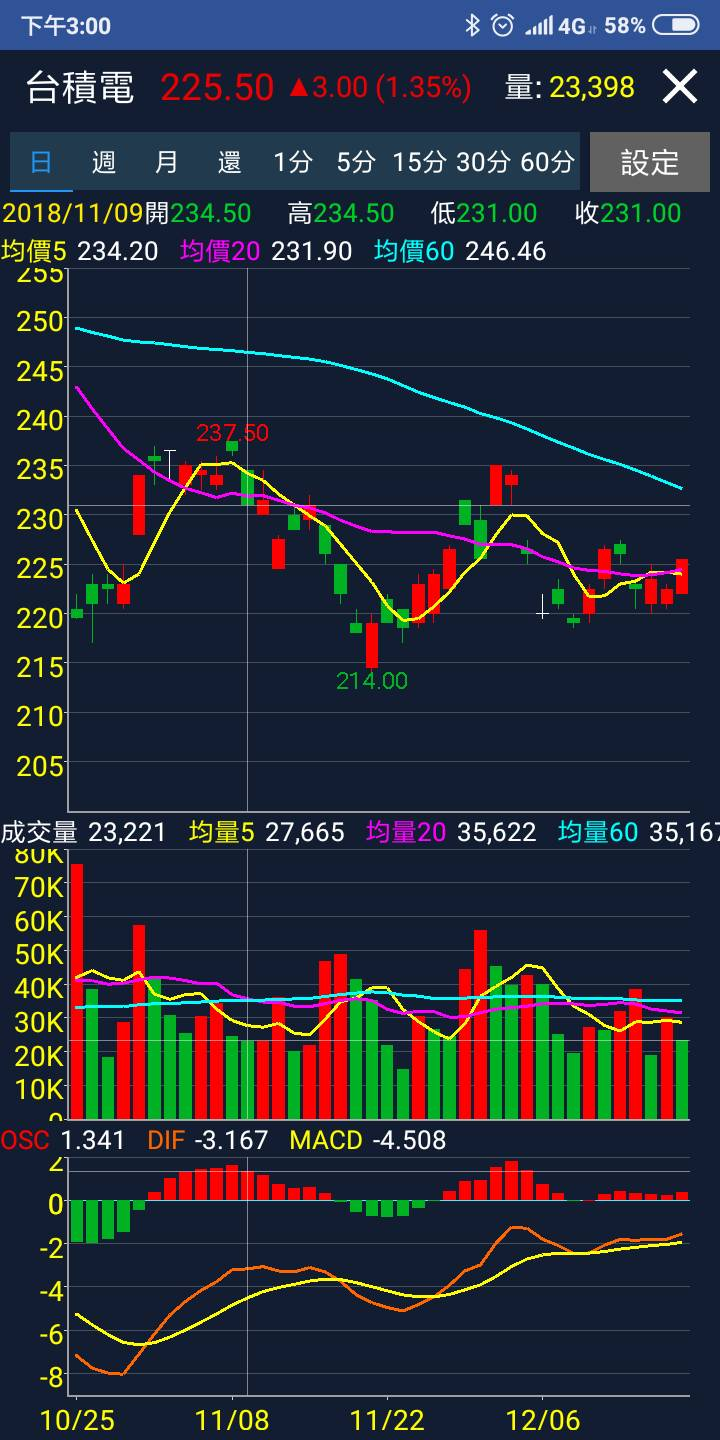 下午3:00 4G 58%
台積電 225.50 ▲3.00 (1.35%) 量: 23,398
日 週 月 還 1分 5分 15分 30分 60分 設定
2018/11/09開234.50 高234.50 低231.00 收231.00
均價5 234.20 均價20 231.90 均價60 246.46
255
250
245
240
237.50
235
230
225
220
215
214.00
210
205
成交量 23,221 均量5 27,665 均量20 35,622 均量60 35,167
80K
70K
60K
50K
40K
30K
20K
10K
0
OSC 1.341 DIF -3.167 MACD -4.508
2
0
-2
-4
-6
-8
10/25 11/08 11/22 12/06